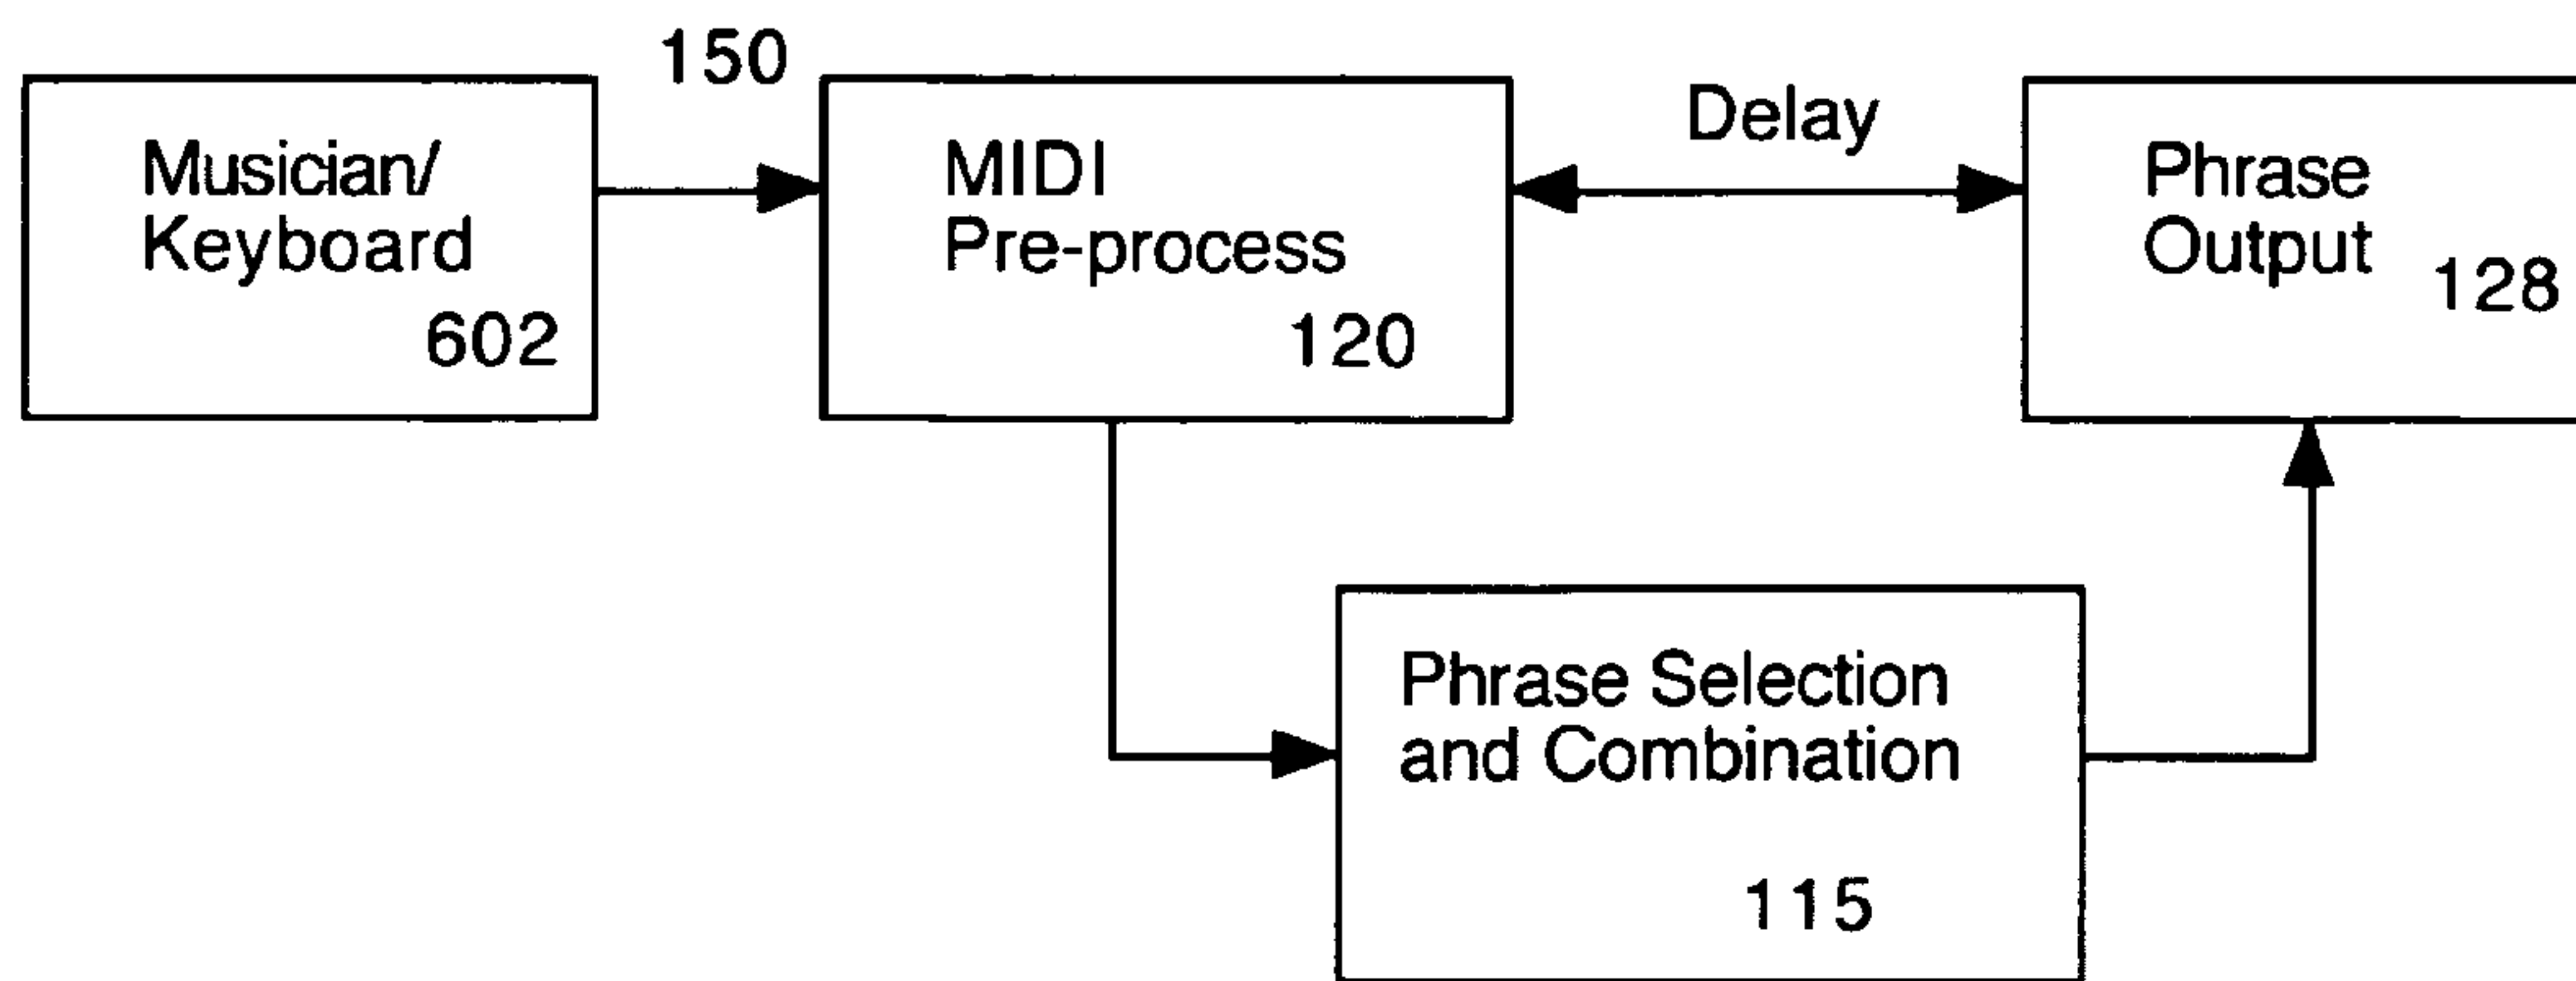 150
Musician/
Keyboard
602
MIDI
Pre-process
120
Delay
Phrase
Output
128
Phrase Selection
and Combination
115